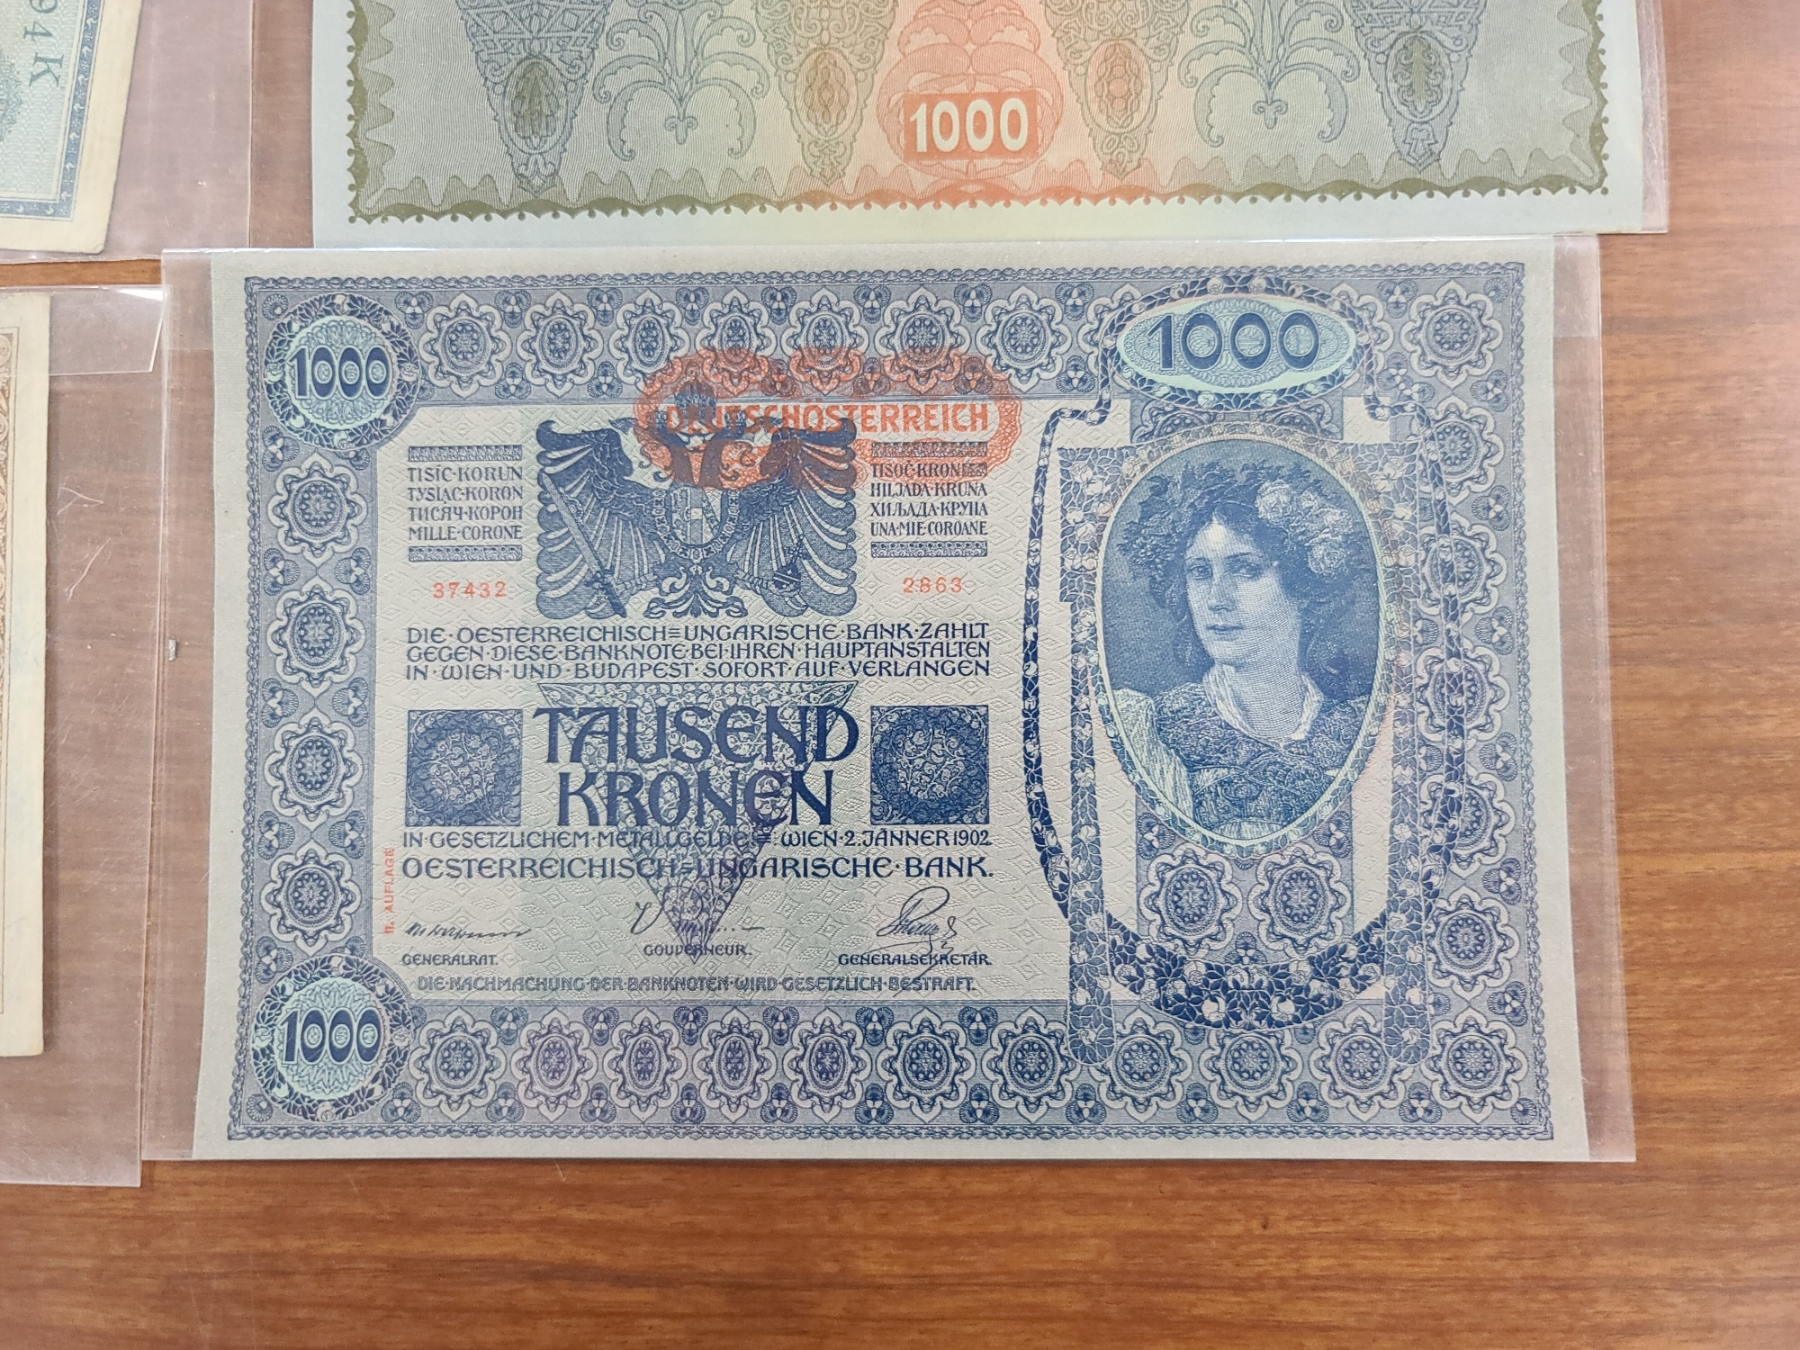 94 K
1000
1000
1000
DEUTSCHÖSTERREICH
TISÍC·KORUN
TYSIĄC·KORON
ТИСЯЧ·КОРОН
MILLE·CORONE
TISOČ·KRON
HILJADA·KRUNA
ХИЉАДА·КРУНА
UNA·MIE·COROANE
37432
2863
DIE·OESTERREICHISCH=UNGARISCHE·BANK·ZAHLT
GEGEN·DIESE·BANKNOTE·BEI·IHREN·HAUPTANSTALTEN
IN·WIEN·UND·BUDAPEST·SOFORT·AUF·VERLANGEN
TAUSEND
KRONEN
IN·GESETZLICHEM·METALLGELDE·=·WIEN·2.JÄNNER 1902
OESTERREICHISCH=UNGARISCHE·BANK.
II. AUFLAGE
GENERALRAT.
GOUVERNEUR.
GENERALSEKRETÄR.
DIE·NACHMACHUNG·DER·BANKNOTEN·WIRD·GESETZLICH·BESTRAFT.
1000